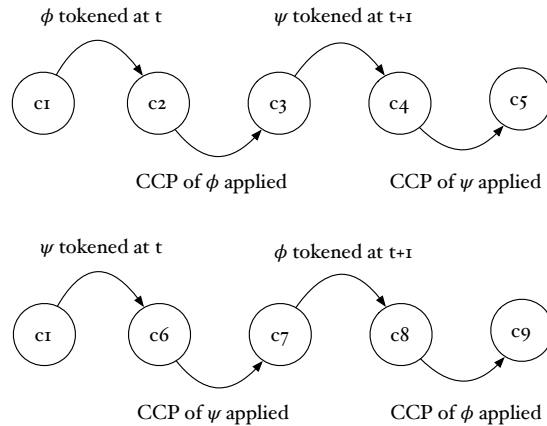 ϕ tokened at t ψ tokened at t+1
c1 c2 c3 c4 c5
CCP of ϕ applied CCP of ψ applied
ψ tokened at t ϕ tokened at t+1
c1 c6 c7 c8 c9
CCP of ψ applied CCP of ϕ applied